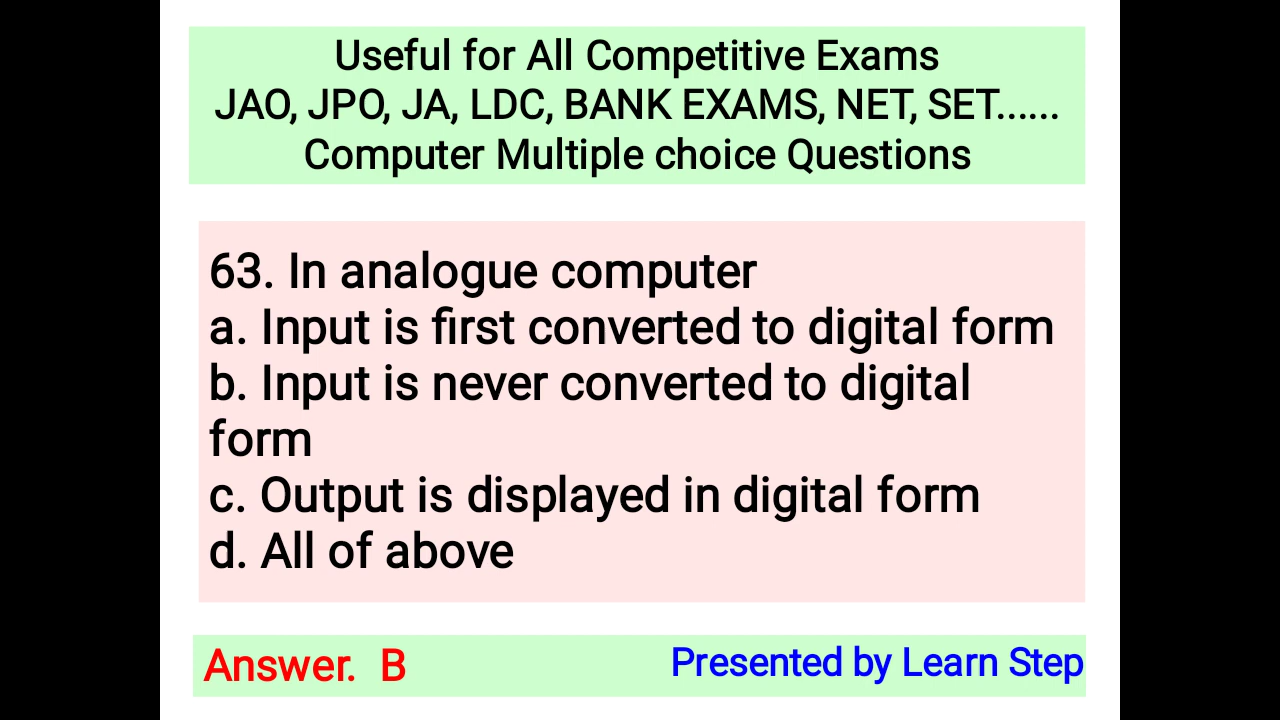 Useful for All Competitive Exams
JAO, JPO, JA, LDC, BANK EXAMS, NET, SET......
Computer Multiple choice Questions
63. In analogue computer
a. Input is first converted to digital form
b. Input is never converted to digital
form
c. Output is displayed in digital form
d. All of above
Answer. B
Presented by Learn Step